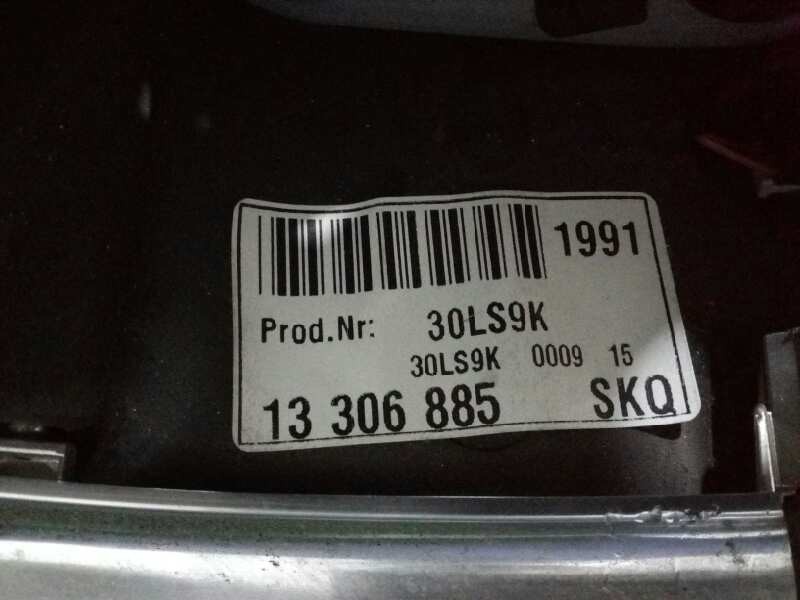 1991
Prod.Nr: 30LS9K
30LS9K 0009 15
13 306 885 SKQ